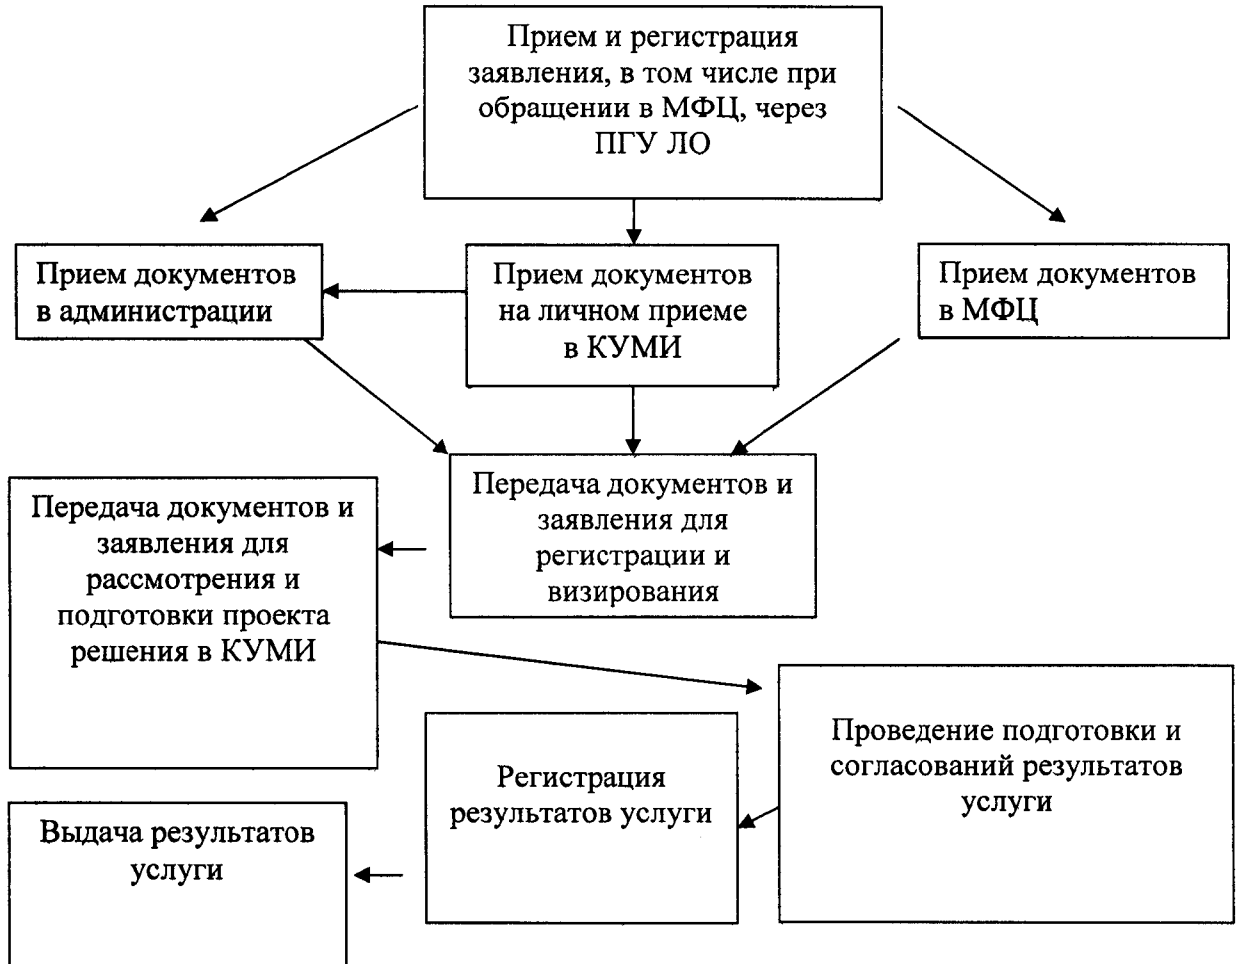 Прием и регистрация
заявления, в том числе при
обращении в МФЦ, через
ПГУ ЛО
Прием документов
в администрации
Прием документов
на личном приеме
в КУМИ
Прием документов
в МФЦ
Передача документов и
заявления для
регистрации и
визирования
Передача документов и
заявления для
рассмотрения и
подготовки проекта
решения в КУМИ
Проведение подготовки и
согласований результатов
услуги
Регистрация
результатов услуги
Выдача результатов
услуги